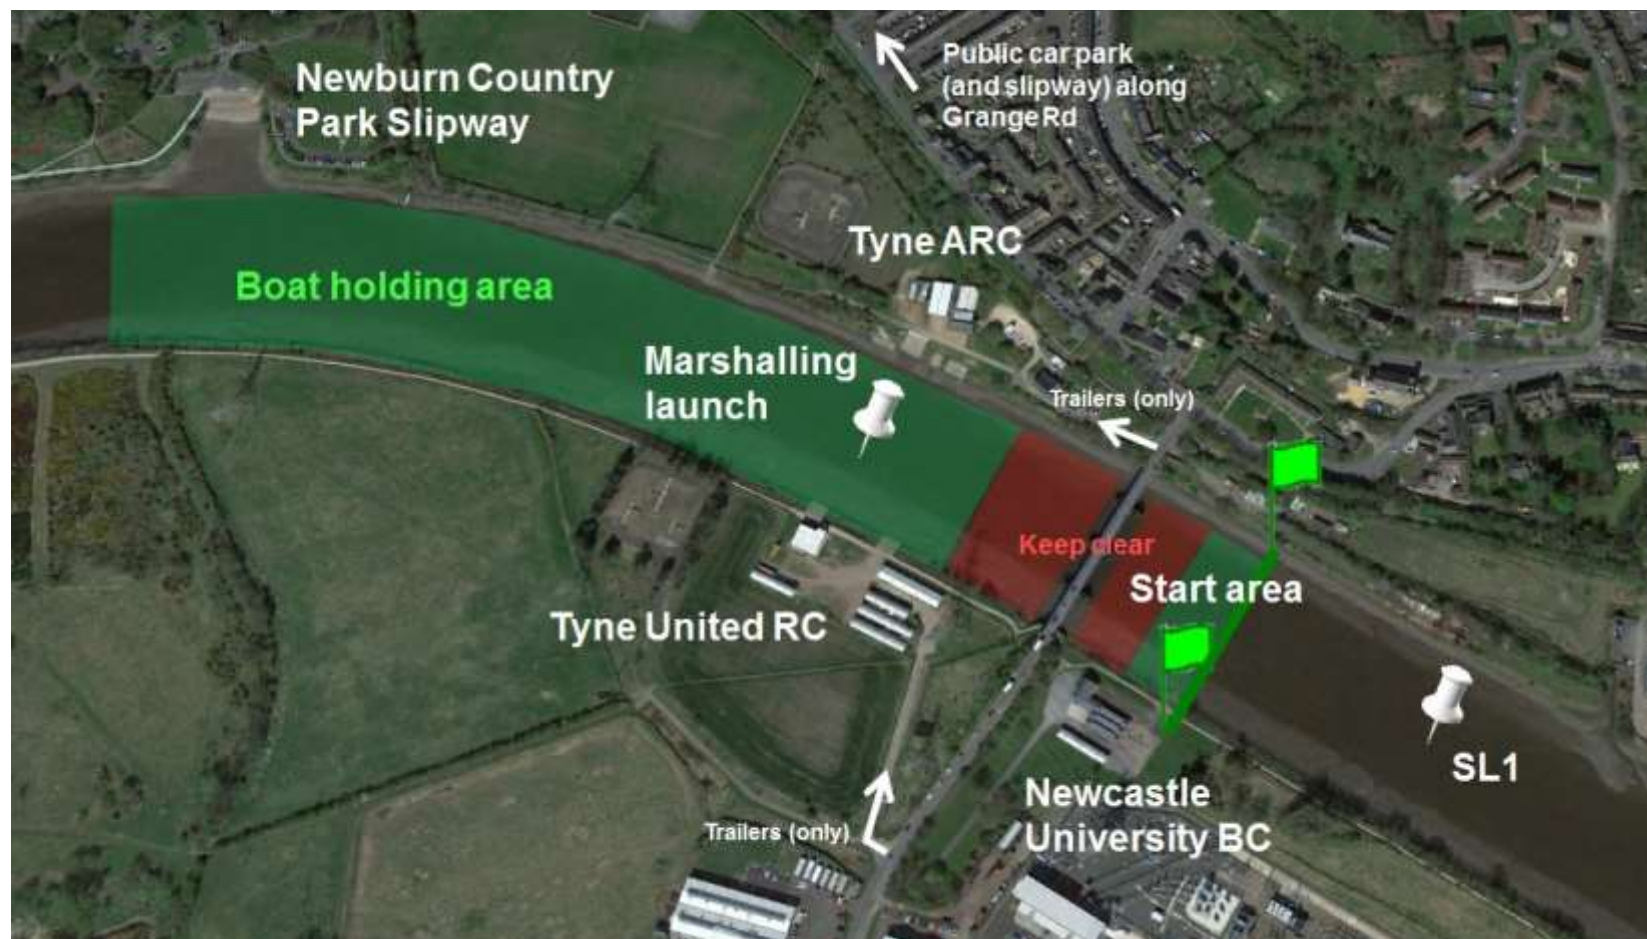 Newburn Country
Park Slipway
Public car park
(and slipway) along
Grange Rd
Tyne ARC
Boat holding area
Marshalling
launch
Trailers (only)
Keep clear
Start area
Tyne United RC
SL1
Newcastle
University BC
Trailers (only)